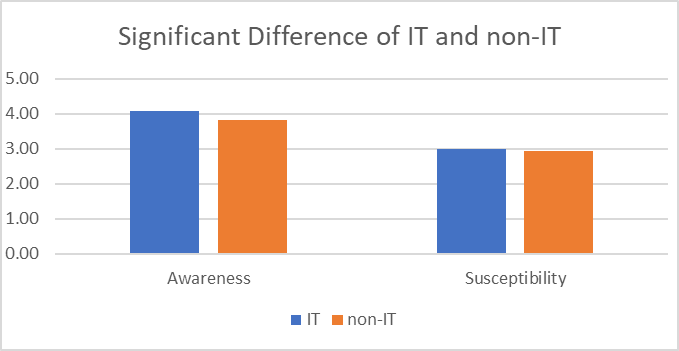 Significant Difference of IT and non-IT
5.00
4.00
3.00
2.00
1.00
0.00
Awareness Susceptibility
IT non-IT